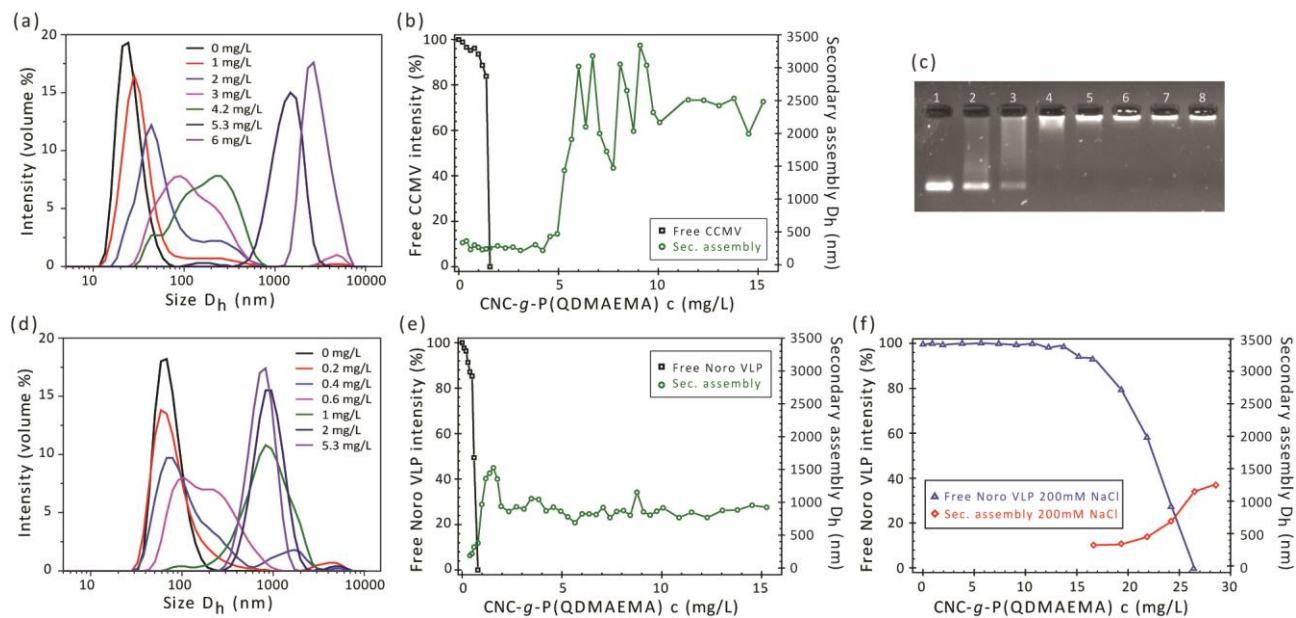 (a)
20
15
10
5
0
Intensity (volume %)
0 mg/L
1 mg/L
2 mg/L
3 mg/L
4.2 mg/L
5.3 mg/L
6 mg/L
10 100 1000 10000
Size Dh (nm)
(b)
100
80
60
40
20
0
Free CCMV intensity (%)
3500
3000
2500
2000
1500
1000
500
0
Secondary assembly Dh (nm)
Free CCMV
Sec. assembly
0 5 10 15
CNC-g-P(QDMAEMA) c (mg/L)
(c)
1 2 3 4 5 6 7 8
(d)
20
15
10
5
0
Intensity (volume %)
0 mg/L
0.2 mg/L
0.4 mg/L
0.6 mg/L
1 mg/L
2 mg/L
5.3 mg/L
10 100 1000 10000
Size Dh (nm)
(e)
100
80
60
40
20
0
Free Noro VLP intensity (%)
Free Noro VLP
Sec. assembly
3500
3000
2500
2000
1500
1000
500
0
Secondary assembly Dh (nm)
0 5 10 15
CNC-g-P(QDMAEMA) c (mg/L)
(f)
100
80
60
40
20
0
Free Noro VLP intensity (%)
Free Noro VLP 200mM NaCl
Sec. assembly 200mM NaCl
3500
3000
2500
2000
1500
1000
500
0
Secondary assembly Dh (nm)
0 5 10 15 20 25 30
CNC-g-P(QDMAEMA) c (mg/L)